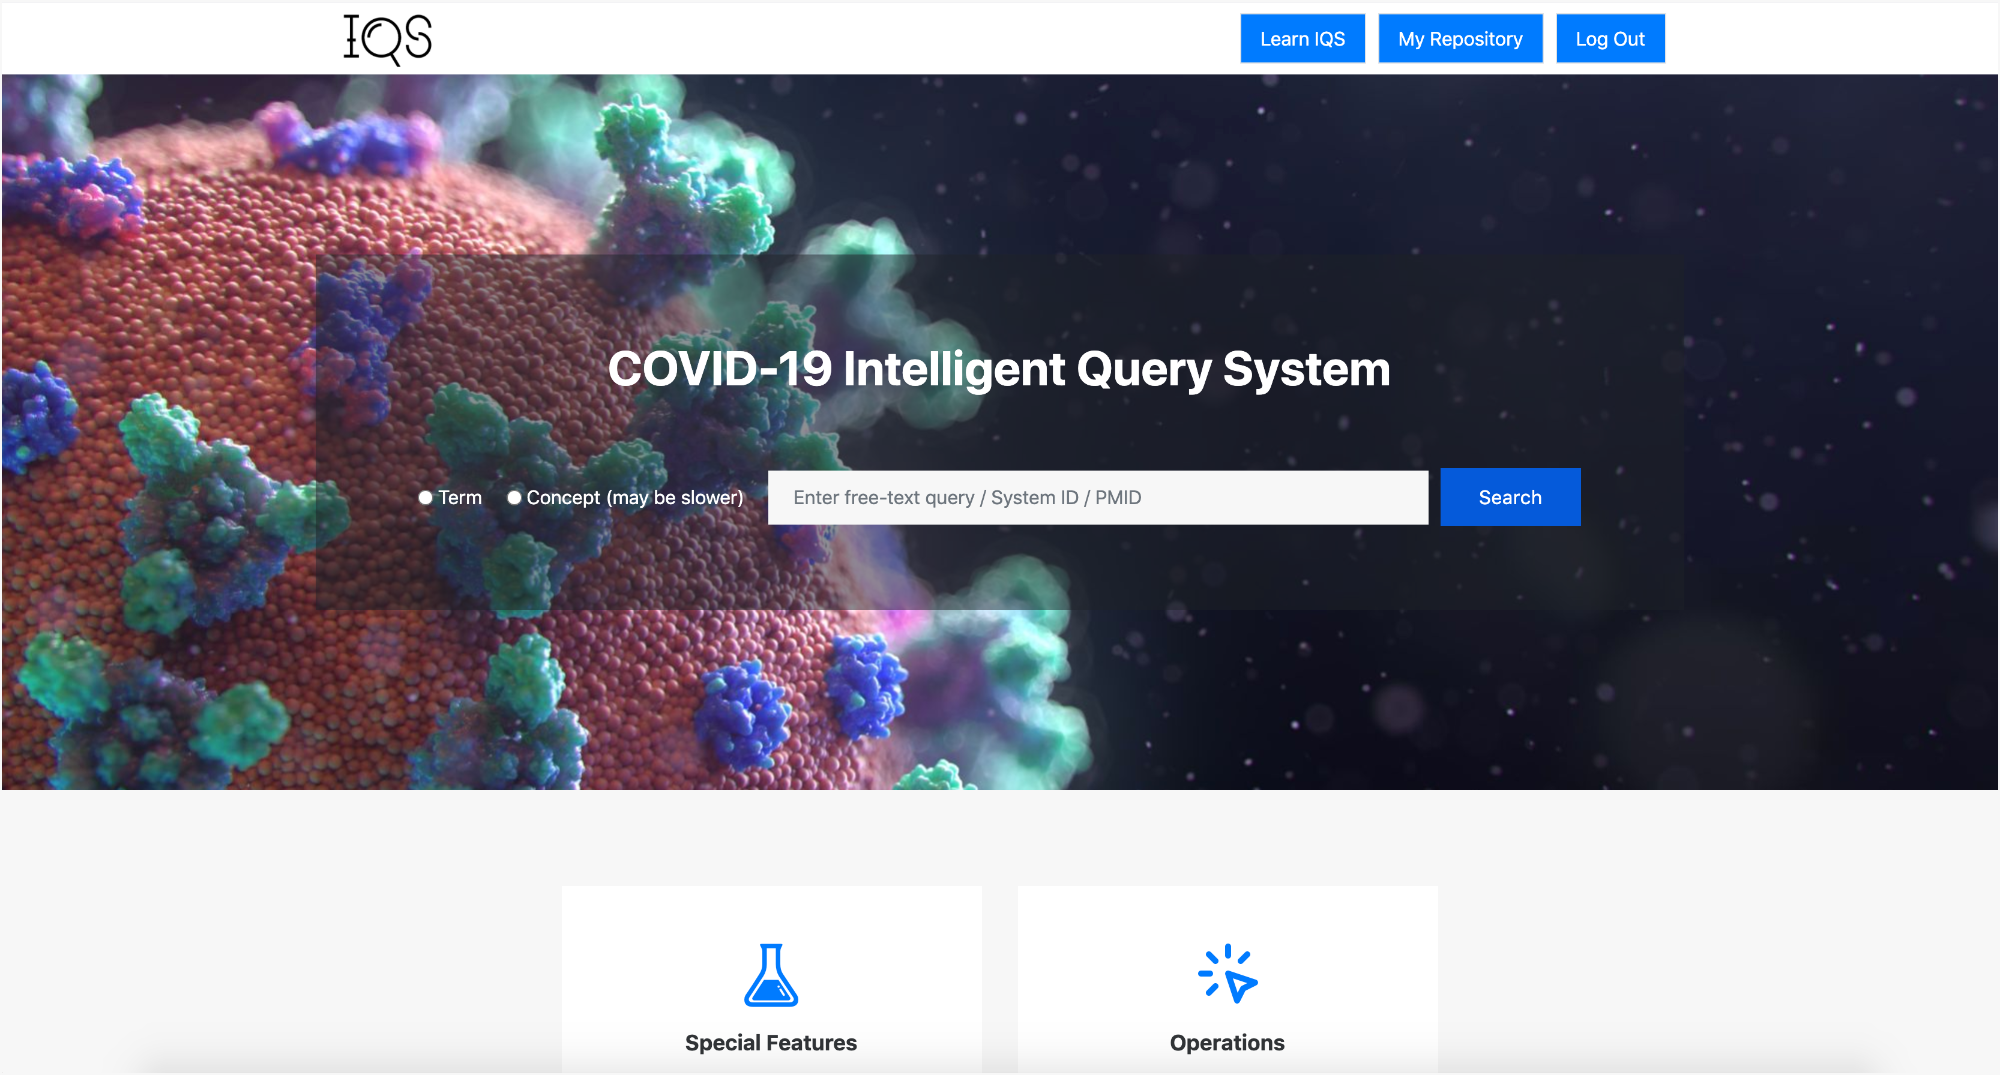 IQS
Learn IQS
My Repository
Log Out
COVID-19 Intelligent Query System
Term
Concept (may be slower)
Enter free-text query / System ID / PMID
Search
Special Features
Operations